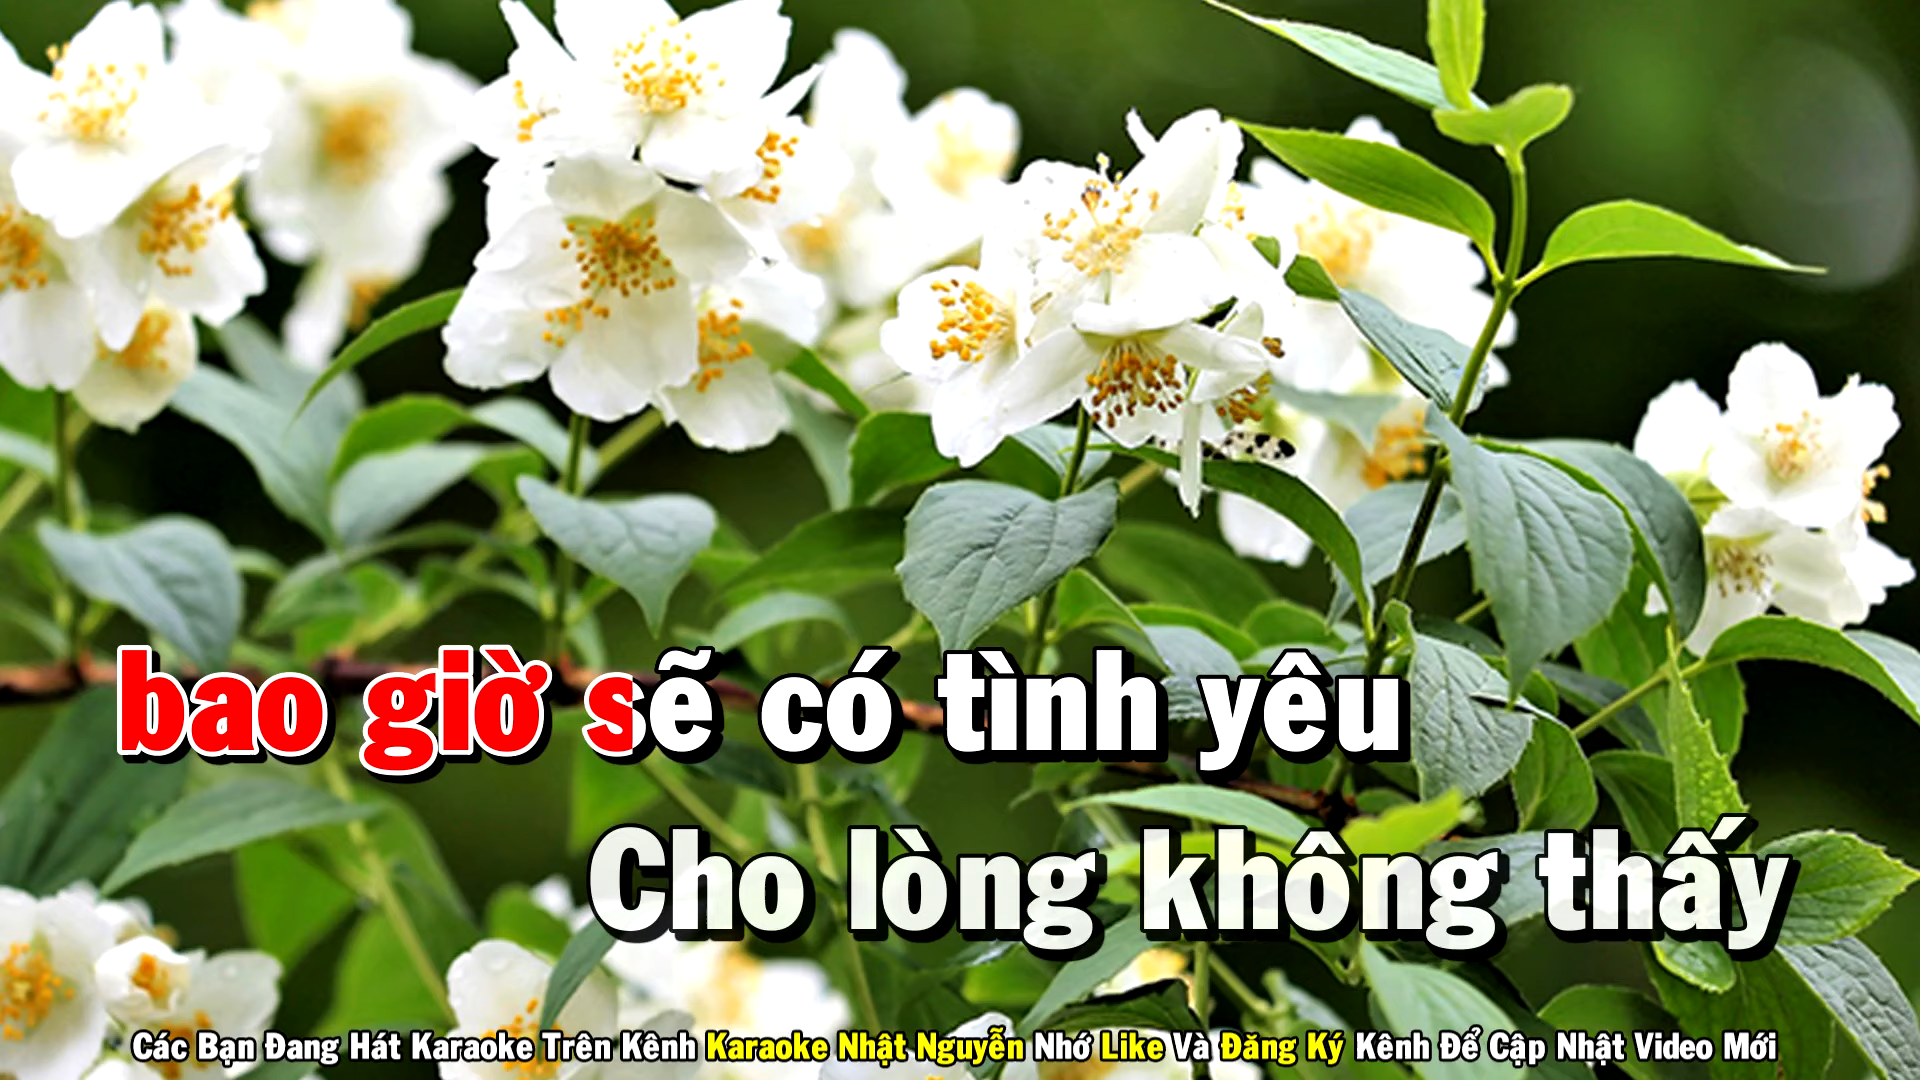 bao giờ sẽ có tình yêu
Cho lòng không thấy
Các Bạn Đang Hát Karaoke Trên Kênh Karaoke Nhật Nguyễn Nhớ Like Và Đăng Ký Kênh Để Cập Nhật Video Mới